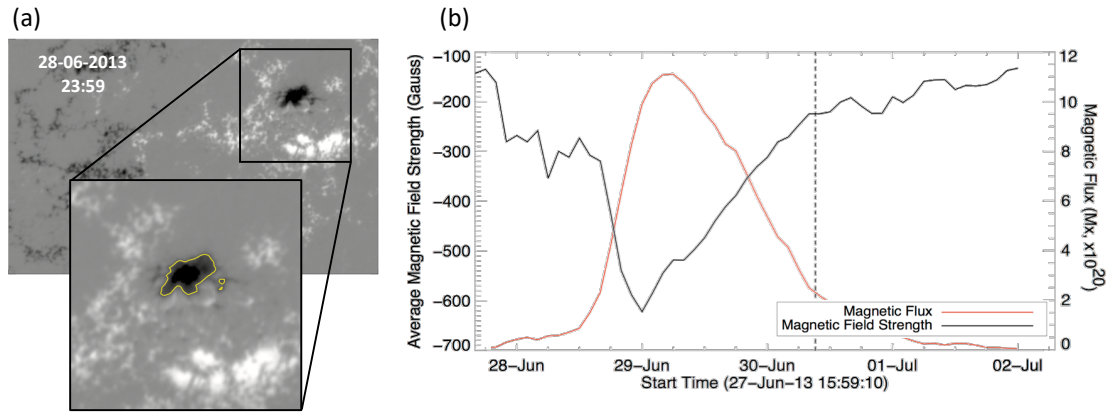 (a)
28-06-2013
23:59
(b)
Average Magnetic Field Strength (Gauss)
-100
-200
-300
-400
-500
-600
-700
12
10
8
6
4
2
0
Magnetic Flux (Mx, x10²⁰)
Magnetic Flux
Magnetic Field Strength
28-Jun
29-Jun
30-Jun
01-Jul
02-Jul
Start Time (27-Jun-13 15:59:10)